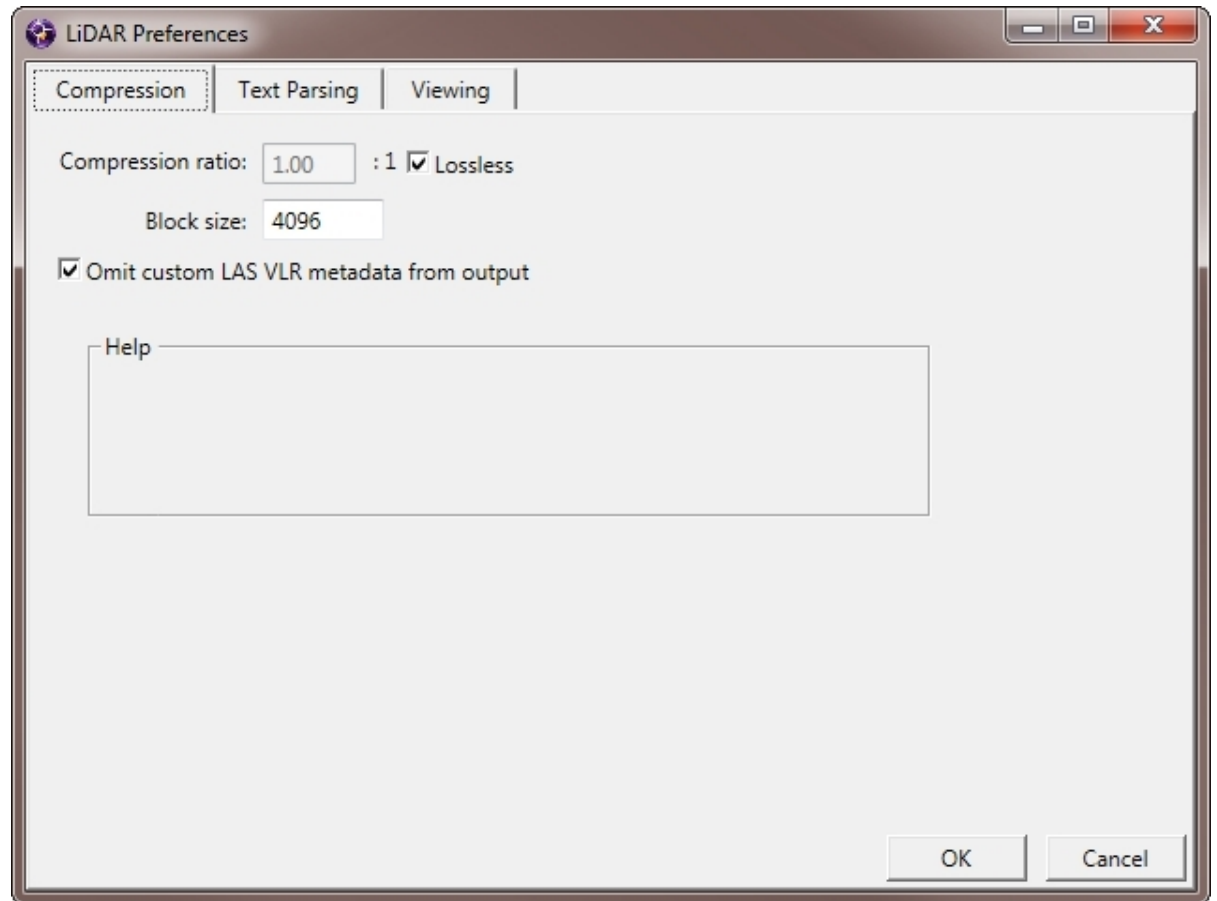 LiDAR Preferences
Compression Text Parsing Viewing
Compression ratio: 1.00 : 1 Lossless
Block size: 4096
Omit custom LAS VLR metadata from output
Help
OK Cancel